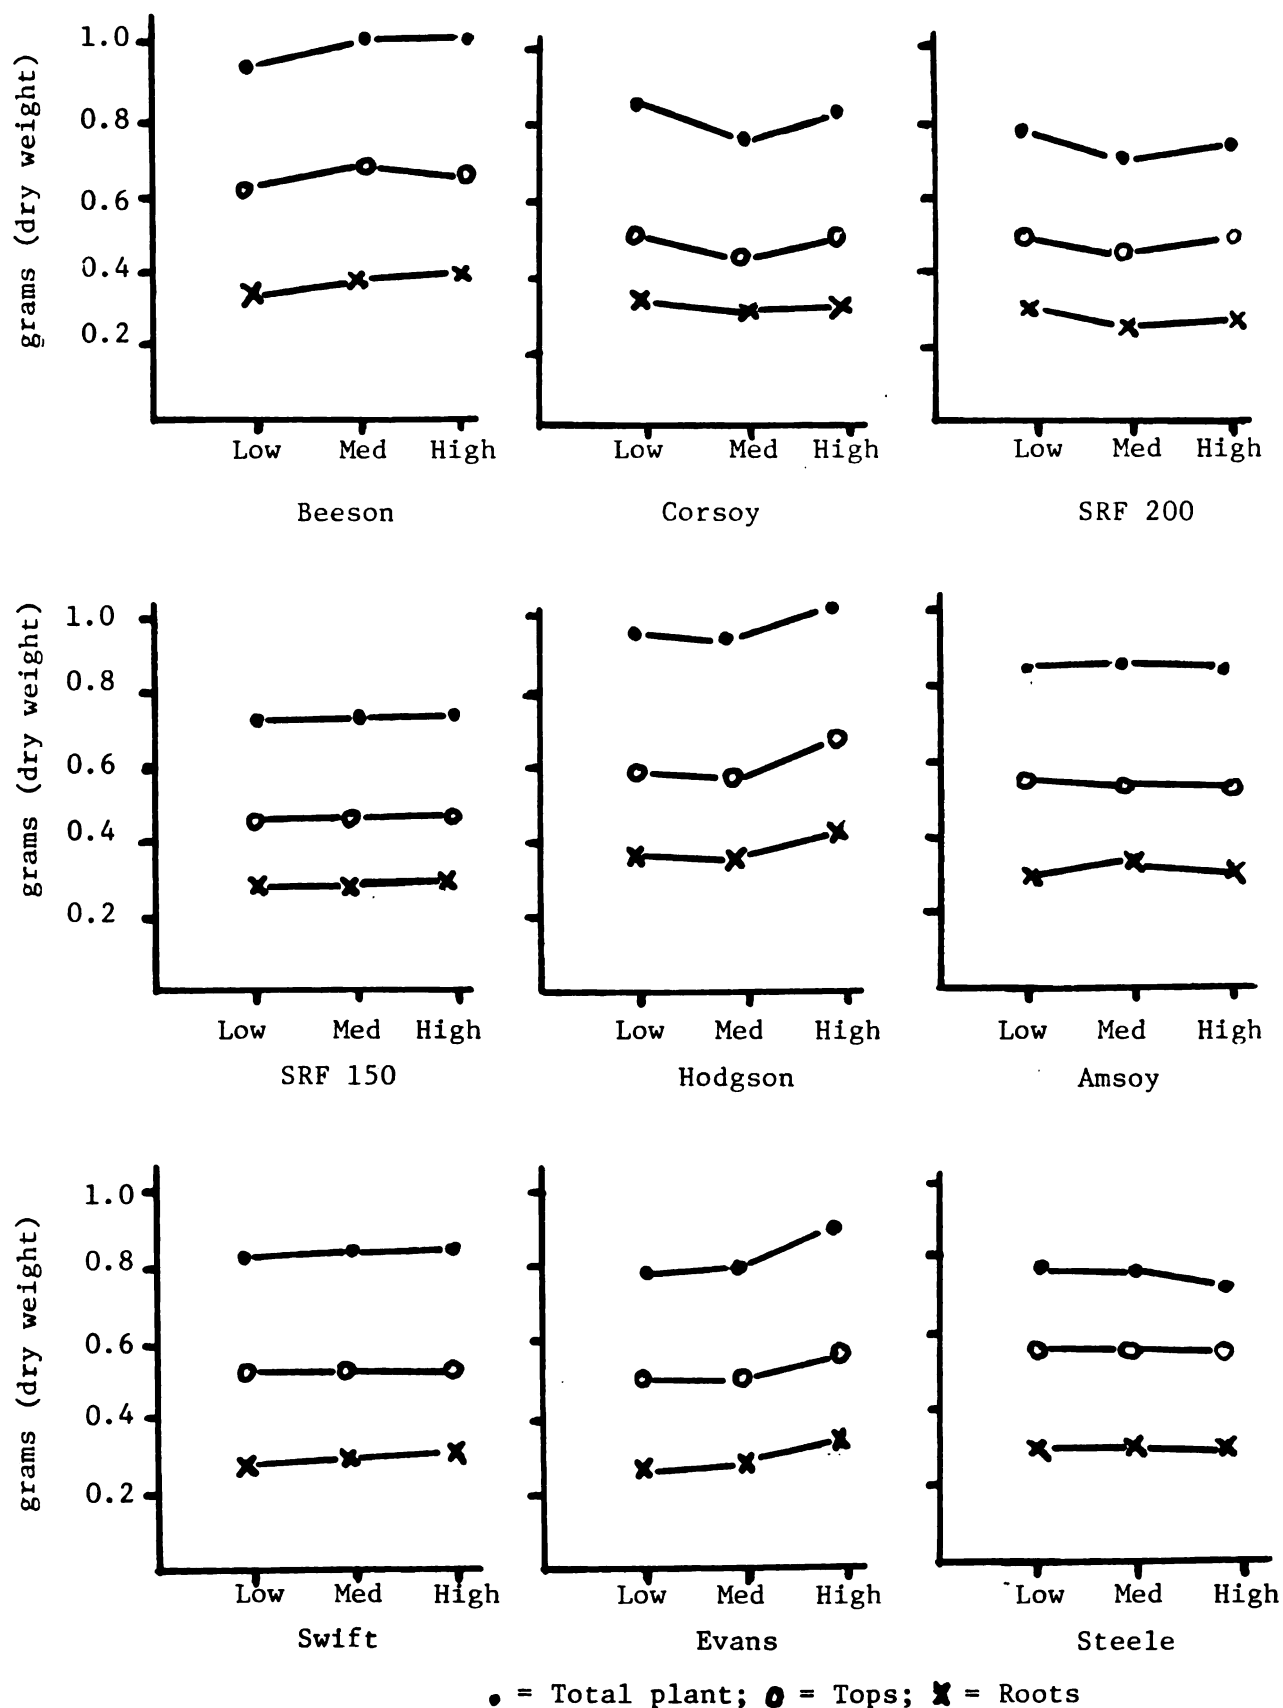 grams (dry weight)
1.0
0.8
0.6
0.4
0.2
Low Med High
Low Med High
Low Med High
Beeson
Corsoy
SRF 200
grams (dry weight)
1.0
0.8
0.6
0.4
0.2
Low Med High
Low Med High
Low Med High
SRF 150
Hodgson
Amsoy
grams (dry weight)
1.0
0.8
0.6
0.4
0.2
Low Med High
Low Med High
Low Med High
Swift
Evans
Steele
= Total plant; = Tops; = Roots